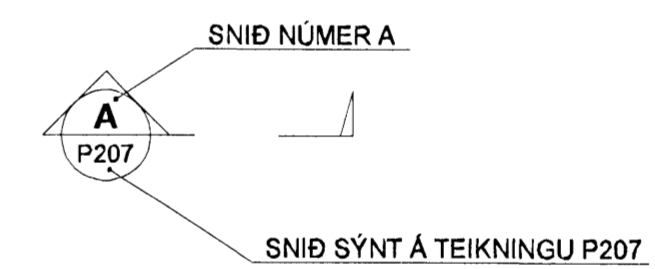 SNIÐ NÚMER A
A
P207
SNIÐ SÝNT Á TEIKNINGU P207